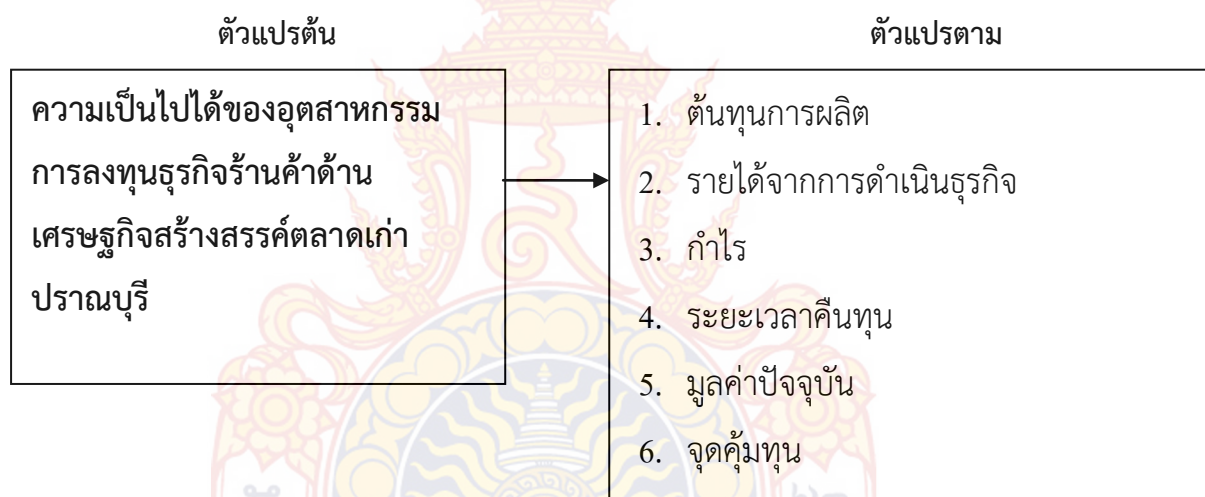 ตัวแปรต้น
ตัวแปรตาม
ความเป็นไปได้ของอุตสาหกรรม
การลงทุนธุรกิจร้านค้าด้าน
เศรษฐกิจสร้างสรรค์ตลาดเก่า
ปราณบุรี
1. ต้นทุนการผลิต
2. รายได้จากการดำเนินธุรกิจ
3. กำไร
4. ระยะเวลาคืนทุน
5. มูลค่าปัจจุบัน
6. จุดคุ้มทุน